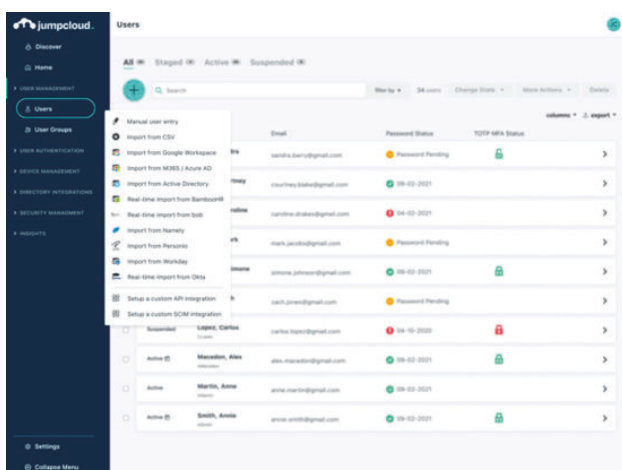 jumpcloud.
Users
JC
Discover
Home
USER MANAGEMENT
Users
User Groups
USER AUTHENTICATION
DEVICE MANAGEMENT
DIRECTORY INTEGRATIONS
SECURITY MANAGMENT
INSIGHTS
Settings
Collapse Menu
All Staged Active Suspended
Search
filter by 34 users Change State More Actions Delete
columns export
Manual user entry
Import from CSV
Import from Google Workspace
Import from M365 / Azure AD
Import from Active Directory
Real-time import from BambooHR
Real-time import from bob
Import from Namely
Import from Personio
Import from Workday
Real-time import from Okta
Setup a custom API integration
Setup a custom SCIM integration
Email Password Status TOTP MFA Status
sandra.barry@gmail.com Password Pending
courtney.blake@gmail.com 09-02-2021
caroline.drakes@gmail.com 04-02-2021
mark.jacobs@gmail.com Password Pending
simone.johnson@gmail.com 09-02-2021
zach.jones@gmail.com Password Pending
Suspended Lopez, Carlos carlos.lopez@gmail.com 04-10-2020
Active Macedon, Alex alex.macedon@gmail.com 09-02-2021
Active Martin, Anne anne.martin@gmail.com 09-02-2021
Active Smith, Annie annie.smith@gmail.com 09-02-2021